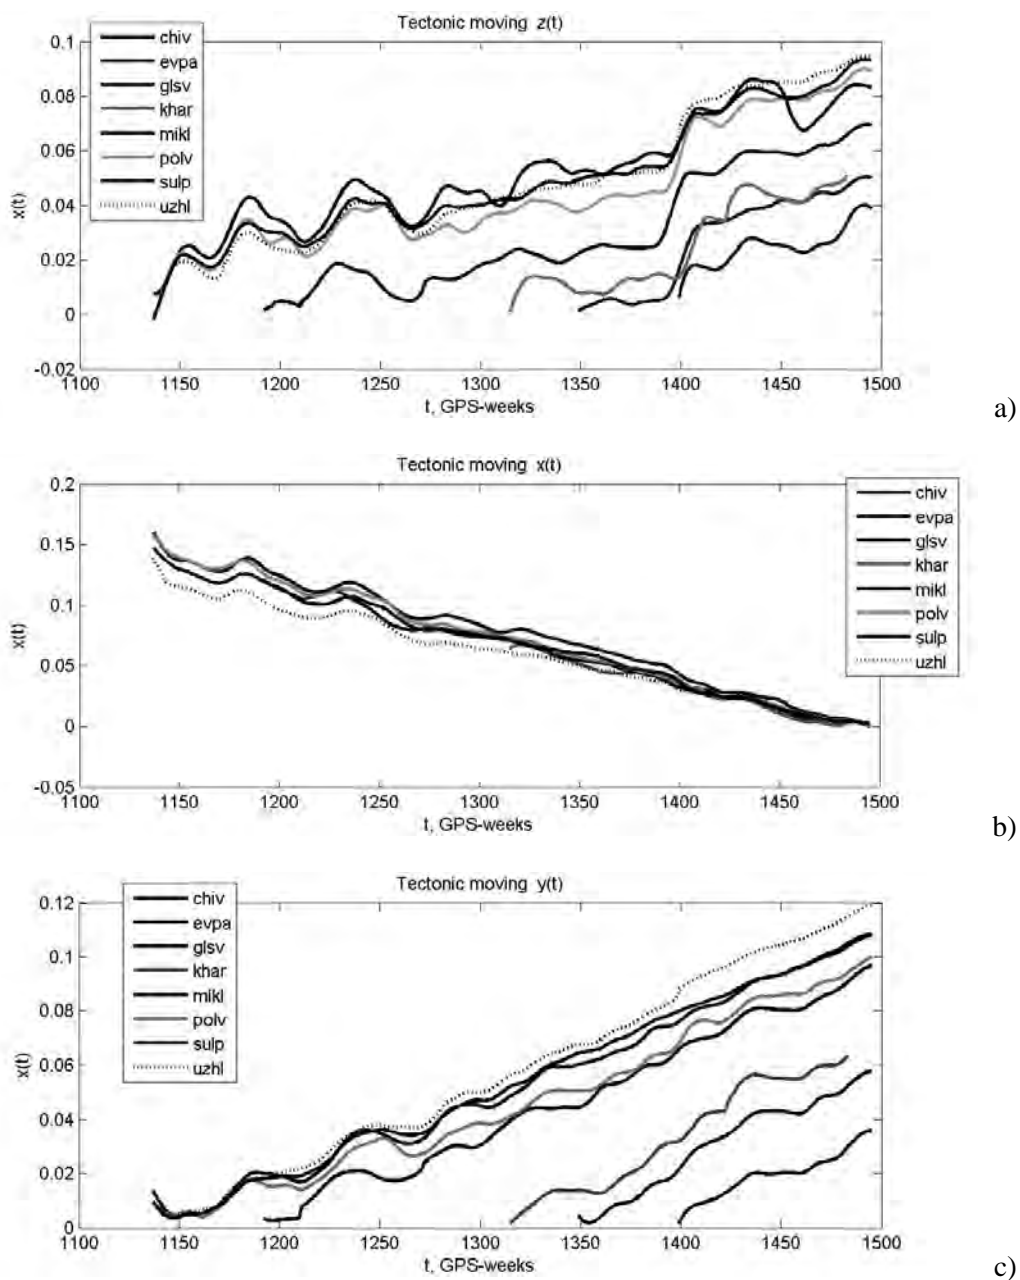 Tectonic moving z(t)
0.1
0.08
0.06
0.04
0.02
0
-0.02
x(t)
chiv
evpa
glsv
khar
mikl
polv
sulp
uzhl
1100 1150 1200 1250 1300 1350 1400 1450 1500
t, GPS-weeks
a)
Tectonic moving x(t)
0.2
0.15
0.1
0.05
0
-0.05
x(t)
chiv
evpa
glsv
khar
mikl
polv
sulp
uzhl
1100 1150 1200 1250 1300 1350 1400 1450 1500
t, GPS-weeks
b)
Tectonic moving y(t)
0.12
0.1
0.08
0.06
0.04
0.02
0
x(t)
chiv
evpa
glsv
khar
mikl
polv
sulp
uzhl
1100 1150 1200 1250 1300 1350 1400 1450 1500
t, GPS-weeks
c)